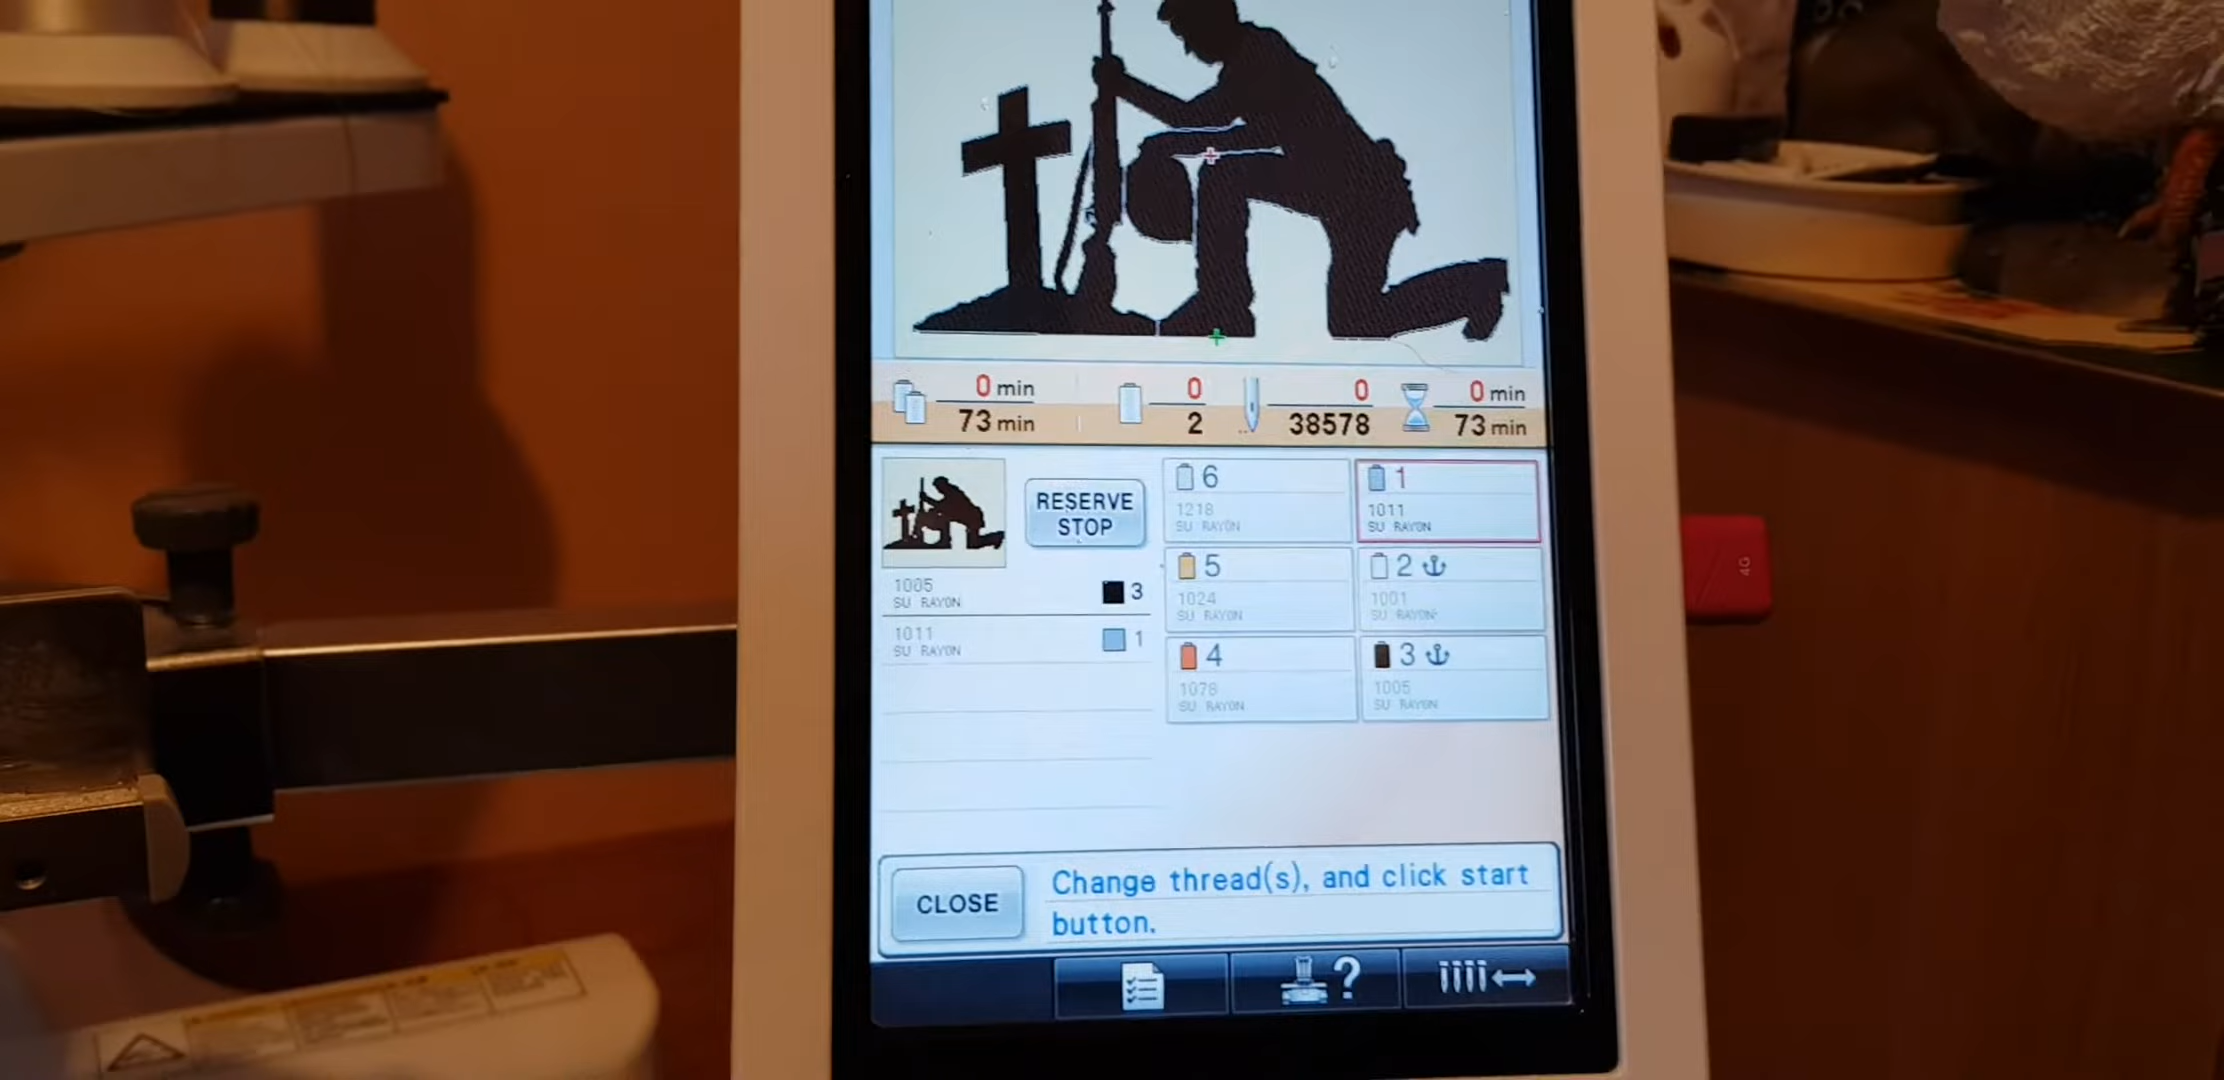 0 min
73 min
0
2
0
38578
0 min
73 min
RESERVE
STOP
6
1218
SU RAYON
1
1011
SU RAYON
5
1024
SU RAYON
2
1001
SU RAYON
4
1078
SU RAYON
3
1005
SU RAYON
1005
SU RAYON
3
1011
SU RAYON
1
CLOSE
Change thread(s), and click start
button.
?
4G